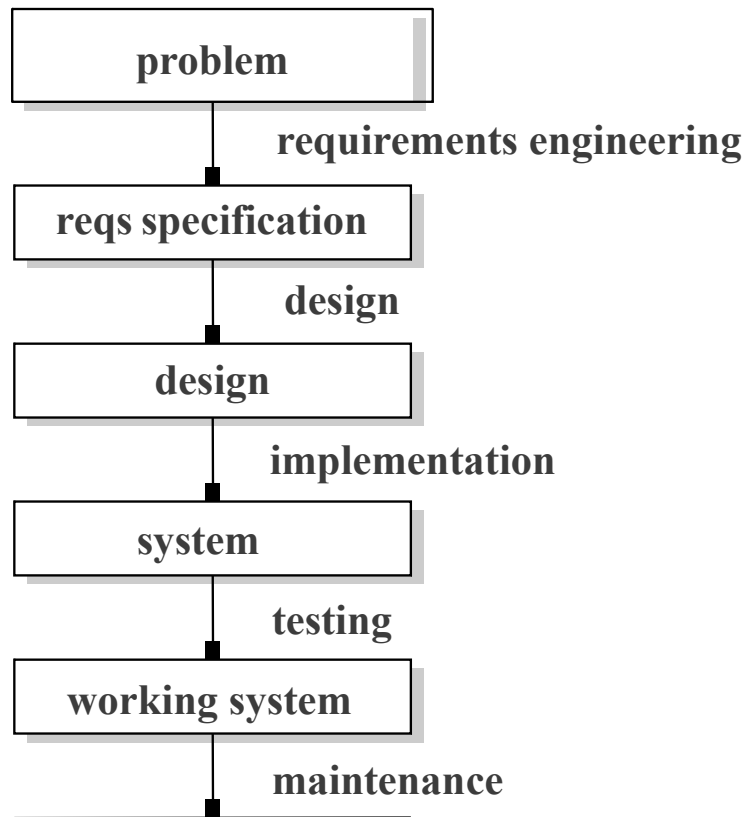 problem
requirements engineering
reqs specification
design
design
implementation
system
testing
working system
maintenance